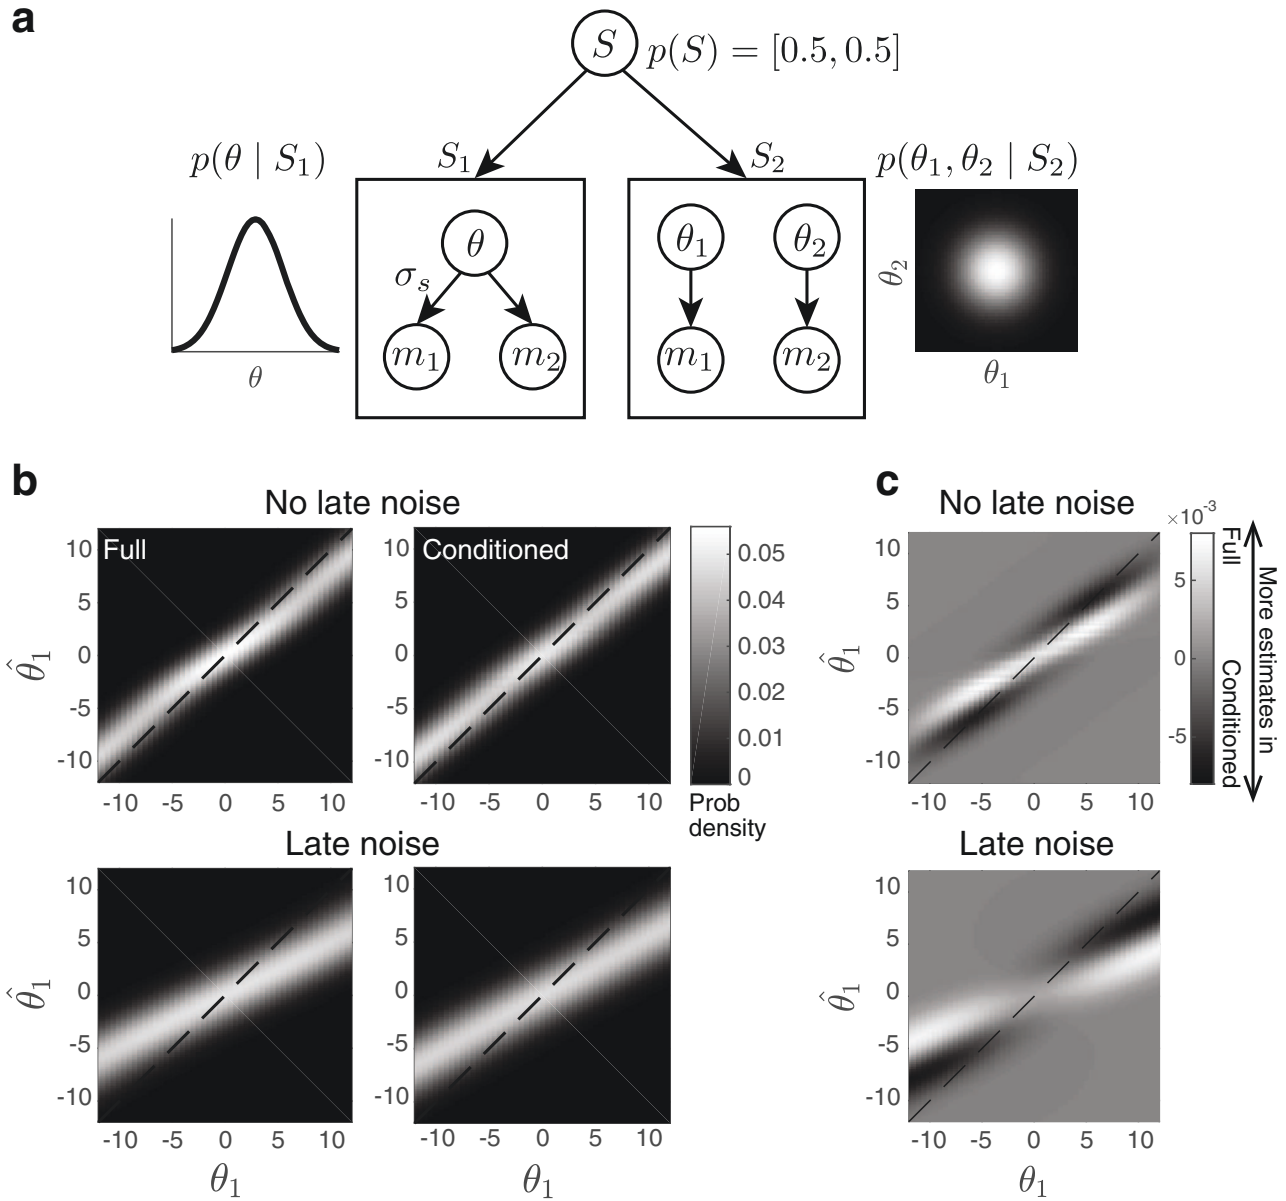 a
S
p(S) = [0.5, 0.5]
p(θ | S₁)
S₁
S₂
p(θ₁, θ₂ | S₂)
θ
σₛ
m₁
m₂
θ₁
θ₂
m₁
m₂
θ
θ₂
θ₁
b
No late noise
Full
Conditioned
10
5
0
-5
-10
θ̂₁
-10 -5 0 5 10
10
5
0
-5
-10
-10 -5 0 5 10
0.05
0.04
0.03
0.02
0.01
0
Prob
density
Late noise
10
5
0
-5
-10
θ̂₁
-10 -5 0 5 10
θ₁
10
5
0
-5
-10
-10 -5 0 5 10
θ₁
c
No late noise
×10⁻³
10
5
0
-5
-10
θ̂₁
-10 -5 0 5 10
5
0
-5
Full
Conditioned
More estimates in
Late noise
10
5
0
-5
-10
θ̂₁
-10 -5 0 5 10
θ₁